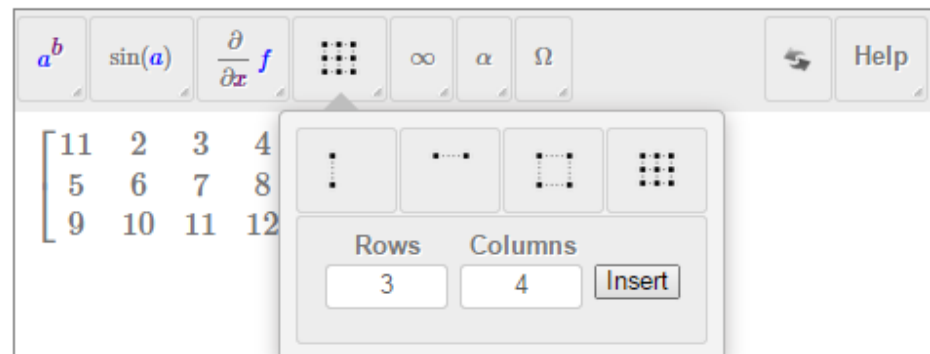 a^b sin(a) ∂/∂x f ∞ α Ω Help
11 2 3 4
5 6 7 8
9 10 11 12
Rows Columns
3 4 Insert